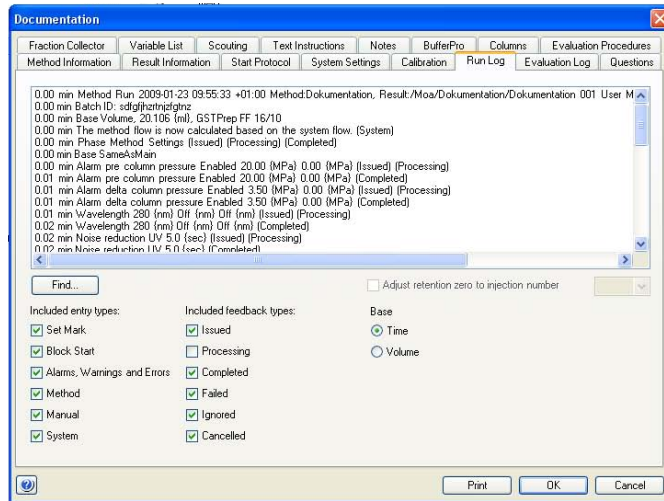 Documentation
Fraction Collector Variable List Scouting Text Instructions Notes BufferPro Columns Evaluation Procedures
Method Information Result Information Start Protocol System Settings Calibration Run Log Evaluation Log Questions
0.00 min Method Run 2009-01-23 09:55:33 +01:00 Method:Dokumentation, Result:/Moa/Dokumentation/Dokumentation 001 User M
0.00 min Batch ID:
0.00 min Base Volume, 20.106 {ml}, GSTPrep FF 16/10
0.00 min The method flow is now calculated based on the system flow. (System)
0.00 min Phase Method Settings (Issued) (Processing) (Completed)
0.00 min Base SameAsMain
0.00 min Alarm pre column pressure Enabled 20.00 {MPa} 0.00 {MPa} (Issued) (Processing)
0.01 min Alarm pre column pressure Enabled 20.00 {MPa} 0.00 {MPa} (Completed)
0.01 min Alarm delta column pressure Enabled 3.50 {MPa} 0.00 {MPa} (Issued) (Processing)
0.01 min Alarm delta column pressure Enabled 3.50 {MPa} 0.00 {MPa} (Completed)
0.01 min Wavelength 280 {nm} Off {nm} Off {nm} (Issued) (Processing)
0.02 min Wavelength 280 {nm} Off {nm} Off {nm} (Completed)
0.02 min Noise reduction UV 5.0 {sec} (Issued) (Processing)
0.02 min Noise reduction UV 5.0 {sec} (Completed)
Find...
Adjust retention zero to injection number
Included entry types: Included feedback types: Base
Set Mark Issued Time
Block Start Processing Volume
Alarms, Warnings and Errors Completed
Method Failed
Manual Ignored
System Cancelled
Print OK Cancel